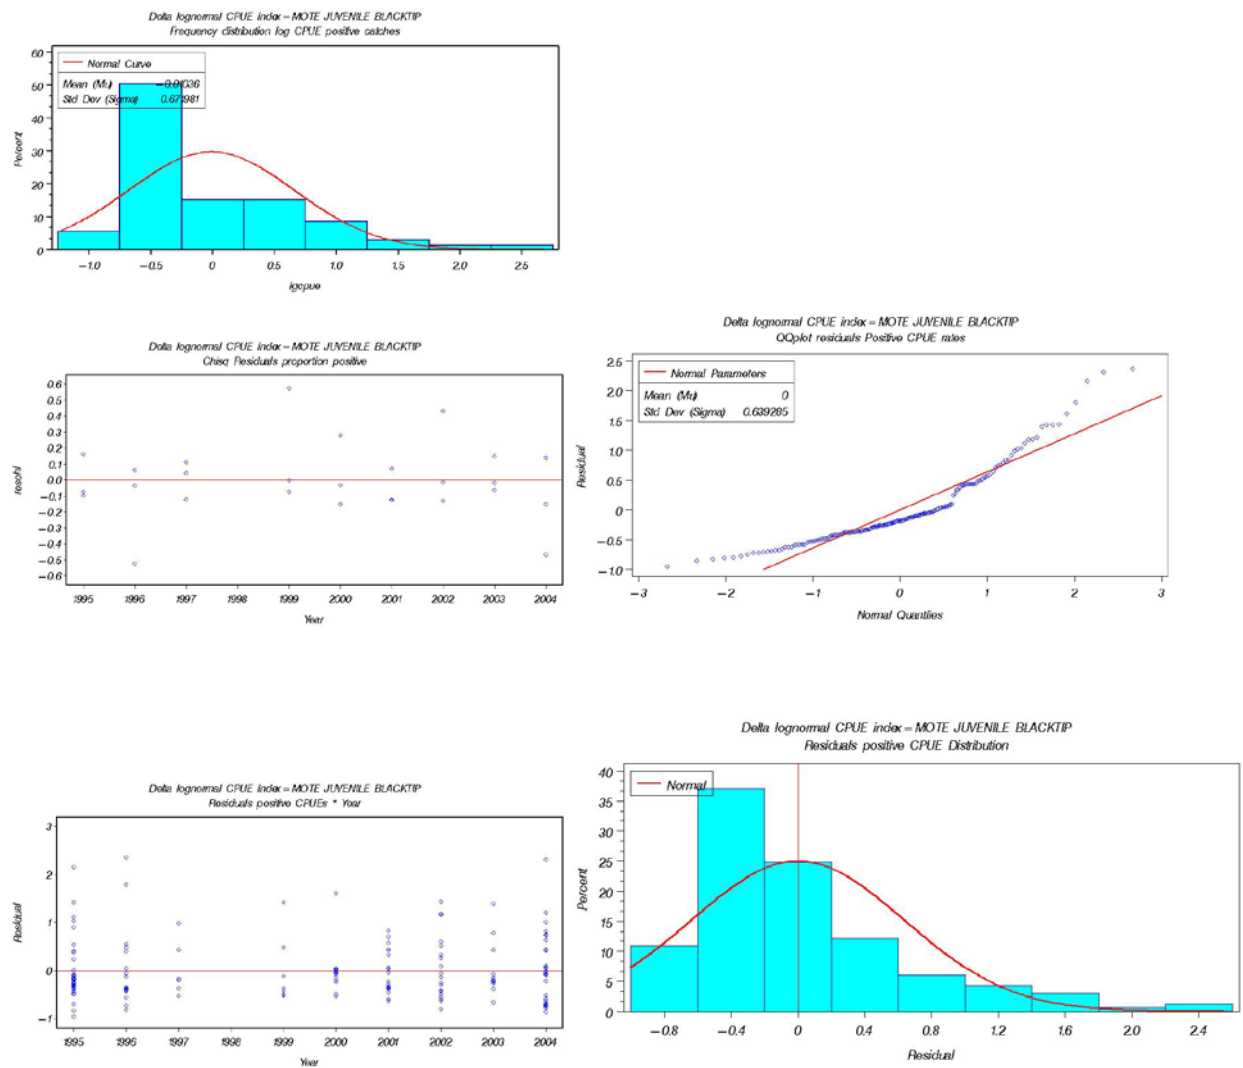 Delta lognormal CPUE index = MOTE JUVENILE BLACKTIP
Frequency distribution log CPUE positive catches
Normal Curve
Mean (Mu) -0.01036
Std Dev (Sigma)
Percent
60
50
40
30
20
10
0
-1.0 -0.5 0 0.5 1.0 1.5 2.0 2.5
lgcpue
Delta lognormal CPUE index = MOTE JUVENILE BLACKTIP
Chisq Residuals proportion positive
0.6
0.5
0.4
0.3
0.2
0.1
0.0
-0.1
-0.2
-0.3
-0.4
-0.5
-0.6
1995 1996 1997 1998 1999 2000 2001 2002 2003 2004
Year
Delta lognormal CPUE index = MOTE JUVENILE BLACKTIP
QQplot residuals Positive CPUE rates
Normal Parameters
Mean (Mu) 0
Std Dev (Sigma) 0.639265
Residual
2.5
2.0
1.5
1.0
0.5
0
-0.5
-1.0
-3 -2 -1 0 1 2 3
Normal Quantiles
Delta lognormal CPUE index = MOTE JUVENILE BLACKTIP
Residuals positive CPUEs * Year
Residual
3
2
1
0
-1
1995 1996 1997 1998 1999 2000 2001 2002 2003 2004
Year
Delta lognormal CPUE index = MOTE JUVENILE BLACKTIP
Residuals positive CPUE Distribution
Normal
Percent
40
35
30
25
20
15
10
5
0
-0.8 -0.4 0 0.4 0.8 1.2 1.6 2.0 2.4
Residual